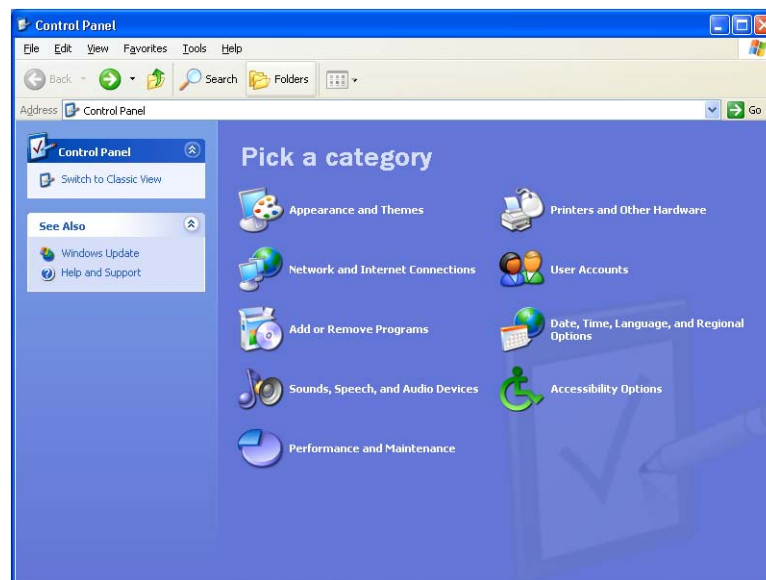 Control Panel
File Edit View Favorites Tools Help
Back Search Folders
Address Control Panel Go
Control Panel
Switch to Classic View
See Also
Windows Update
Help and Support
Pick a category
Appearance and Themes
Printers and Other Hardware
Network and Internet Connections
User Accounts
Add or Remove Programs
Date, Time, Language, and Regional
Options
Sounds, Speech, and Audio Devices
Accessibility Options
Performance and Maintenance